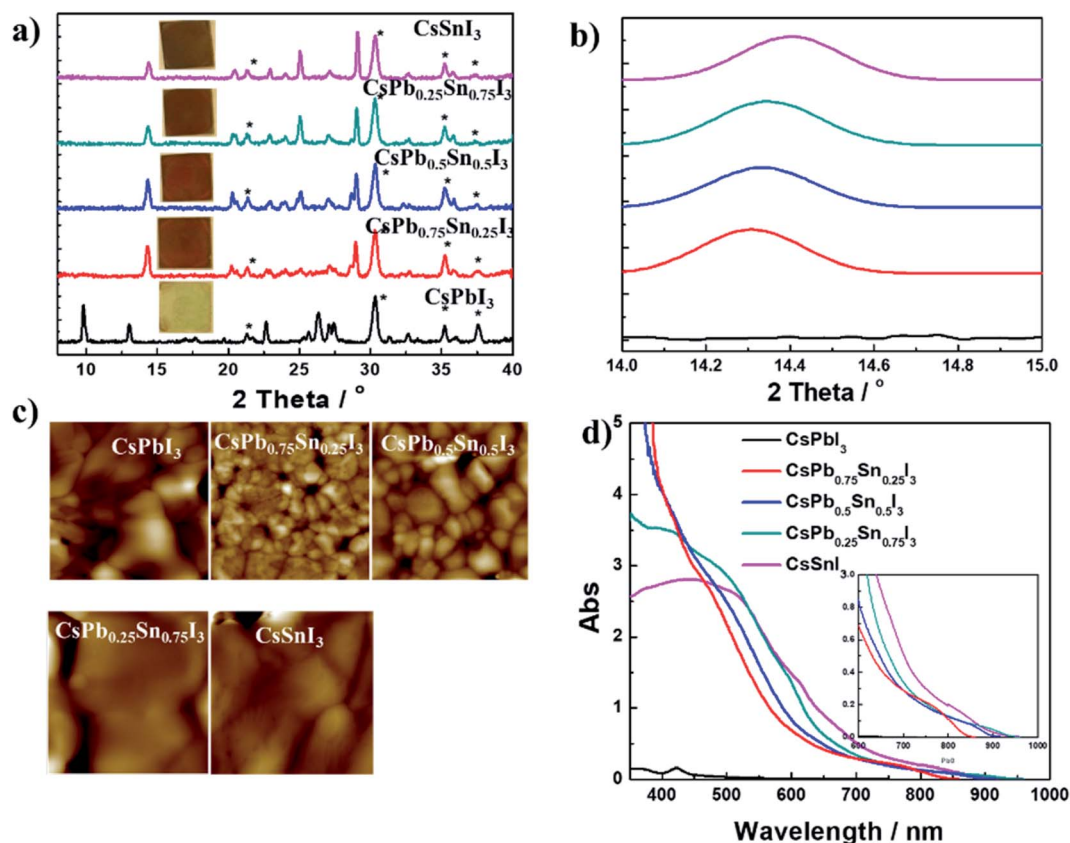 a)
CsSnI3
*
*
*
*
CsPb0.25Sn0.75I3
*
*
*
*
CsPb0.5Sn0.5I3
*
*
*
*
CsPb0.75Sn0.25I3
*
*
*
*
CsPbI3
*
*
*
*
10 15 20 25 30 35 40
2 Theta / °
b)
14.0 14.2 14.4 14.6 14.8 15.0
2 Theta / °
c)
CsPbI3
CsPb0.75Sn0.25I3
CsPb0.5Sn0.5I3
CsPb0.25Sn0.75I3
CsSnI3
d)
5
4
3
2
1
0
Abs
CsPbI3
CsPb0.75Sn0.25I3
CsPb0.5Sn0.5I3
CsPb0.25Sn0.75I3
CsSnI
0.8
0.6
0.4
0.2
0.0
600 700 800 900 1000
400 500 600 700 800 900 1000
Wavelength / nm